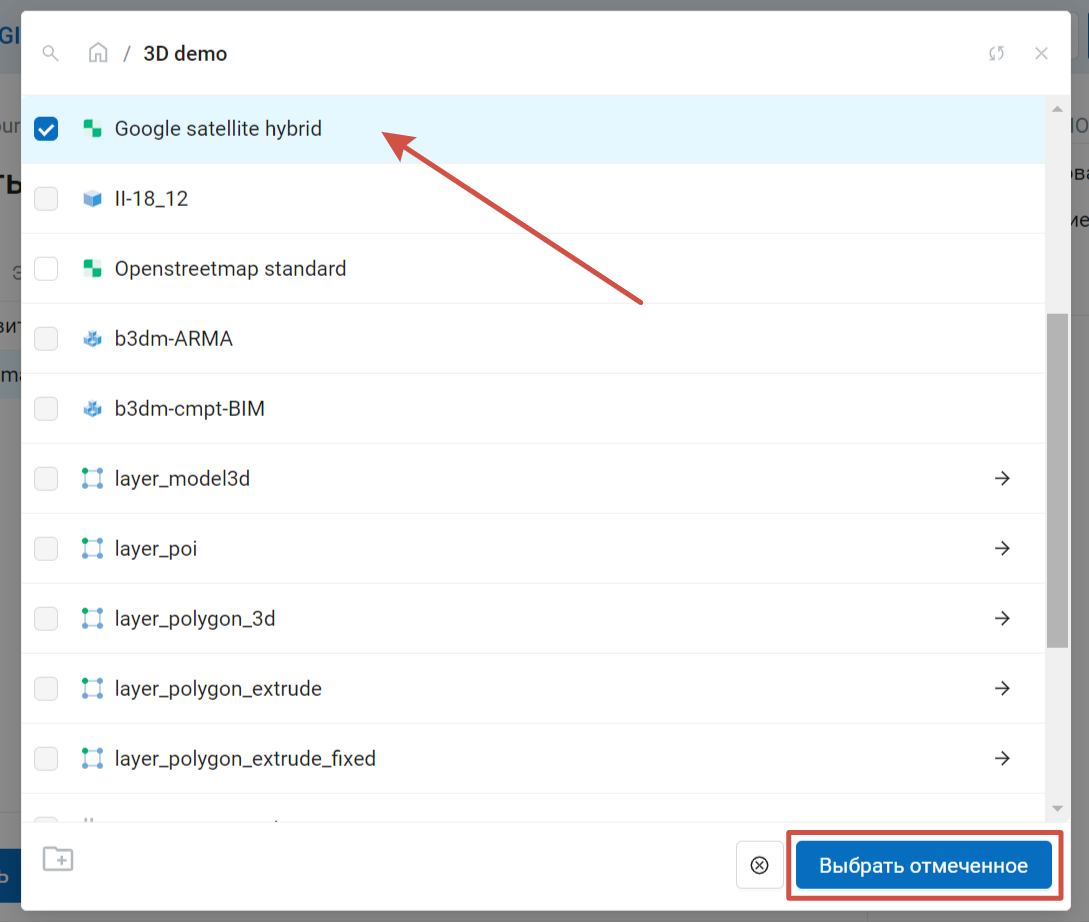 / 3D demo
Google satellite hybrid
II-18_12
Openstreetmap standard
b3dm-ARMA
b3dm-cmpt-BIM
layer_model3d
layer_poi
layer_polygon_3d
layer_polygon_extrude
layer_polygon_extrude_fixed
Выбрать отмеченное